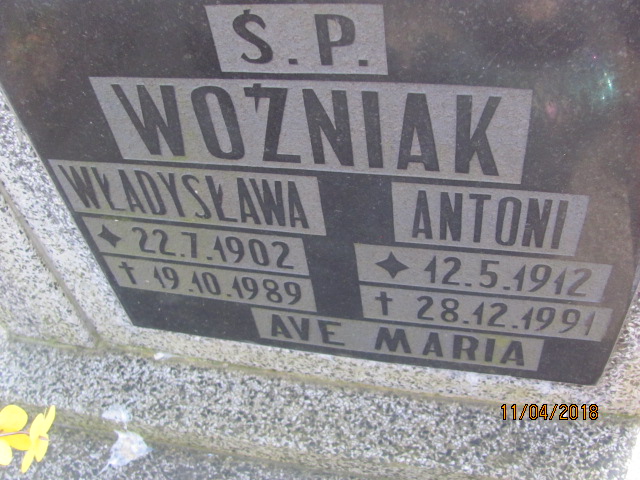 Ś. P.
WOŹNIAK
WŁADYSŁAWA
✦ 22.7.1902
† 19.10.1989
ANTONI
✦ 12.5.1912
† 28.12.1991
AVE MARIA
11/04/2018